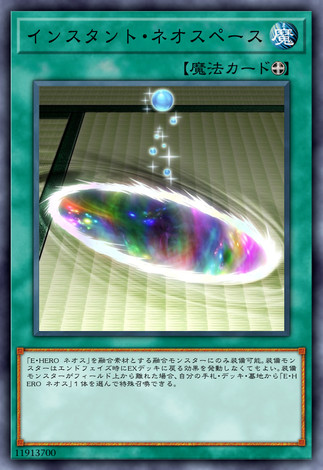 インスタント・ネオスペース
魔
【魔法カード】
「E・HERO ネオス」を融合素材とする融合モンスターにのみ装備可能。装備モン
スターはエンドフェイズ時にEXデッキに戻る効果を発動しなくてもよい。装備
モンスターがフィールド上から離れた場合、自分の手札・デッキ・墓地から「E・H
ERO ネオス」1体を選んで特殊召喚できる。
11913700